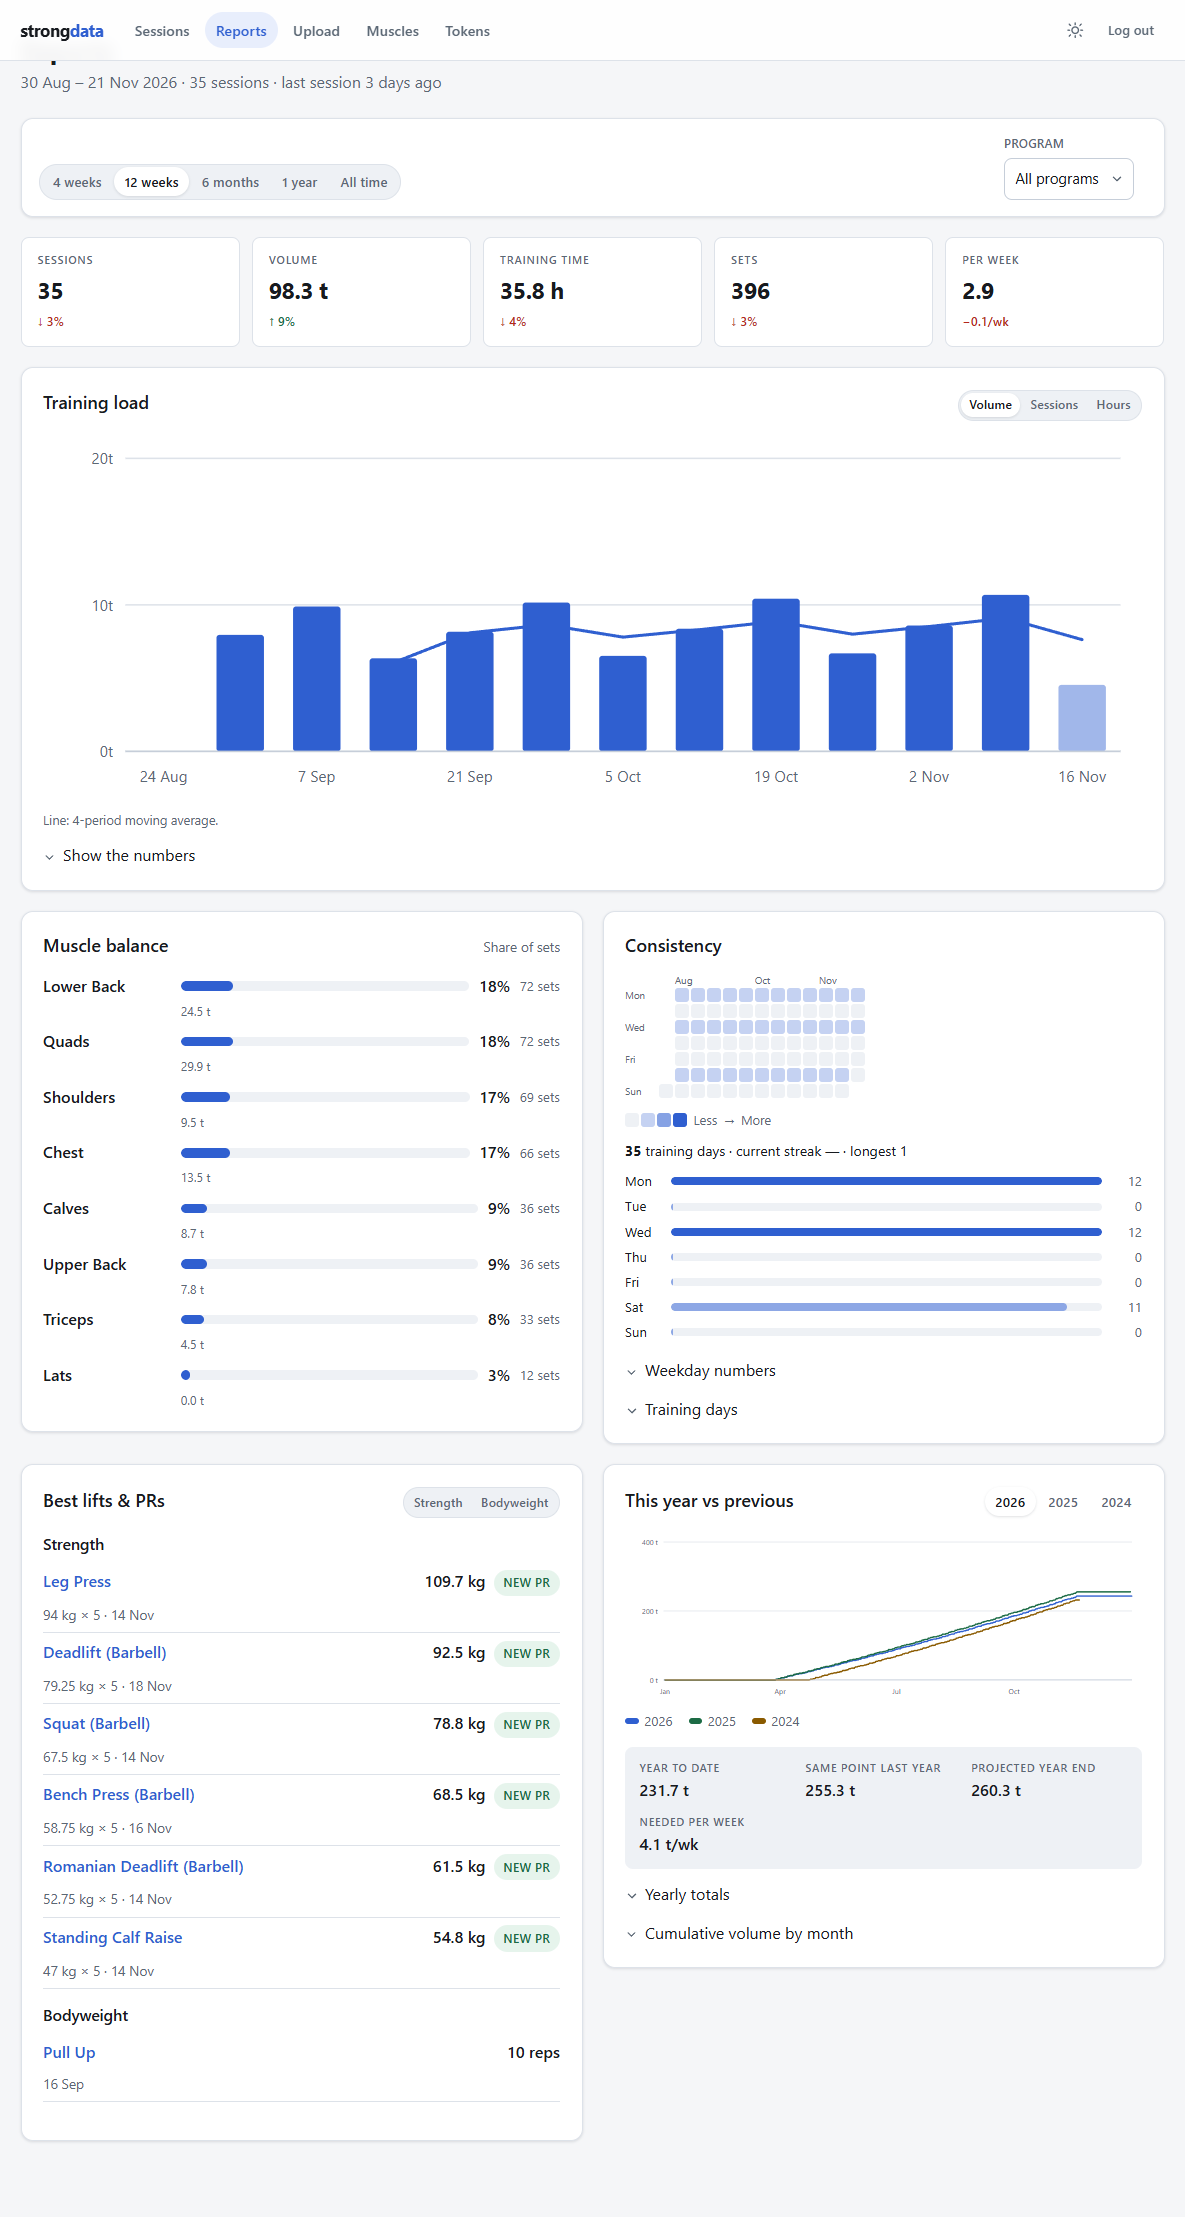 strongdata Sessions Reports Upload Muscles Tokens Log out
30 Aug – 21 Nov 2026 · 35 sessions · last session 3 days ago
PROGRAM
4 weeks 12 weeks 6 months 1 year All time
All programs
SESSIONS
35
↓ 3%
VOLUME
98.3 t
↑ 9%
TRAINING TIME
35.8 h
↓ 4%
SETS
396
↓ 3%
PER WEEK
2.9
−0.1/wk
Training load
Volume Sessions Hours
20t
10t
0t
24 Aug 7 Sep 21 Sep 5 Oct 19 Oct 2 Nov 16 Nov
Line: 4-period moving average.
Show the numbers
Muscle balance
Share of sets
Lower Back 18% 72 sets
24.5 t
Quads 18% 72 sets
29.9 t
Shoulders 17% 69 sets
9.5 t
Chest 17% 66 sets
13.5 t
Calves 9% 36 sets
8.7 t
Upper Back 9% 36 sets
7.8 t
Triceps 8% 33 sets
4.5 t
Lats 3% 12 sets
0.0 t
Consistency
Aug Oct Nov
Mon
Wed
Fri
Sun
Less → More
35 training days · current streak — · longest 1
Mon 12
Tue 0
Wed 12
Thu 0
Fri 0
Sat 11
Sun 0
Weekday numbers
Training days
Best lifts & PRs
Strength Bodyweight
Strength
Leg Press 109.7 kg NEW PR
94 kg × 5 · 14 Nov
Deadlift (Barbell) 92.5 kg NEW PR
79.25 kg × 5 · 18 Nov
Squat (Barbell) 78.8 kg NEW PR
67.5 kg × 5 · 14 Nov
Bench Press (Barbell) 68.5 kg NEW PR
58.75 kg × 5 · 16 Nov
Romanian Deadlift (Barbell) 61.5 kg NEW PR
52.75 kg × 5 · 14 Nov
Standing Calf Raise 54.8 kg NEW PR
47 kg × 5 · 14 Nov
Bodyweight
Pull Up 10 reps
16 Sep
This year vs previous
2026 2025 2024
400 t
200 t
0 t
Jan Apr Jul Oct
2026 2025 2024
YEAR TO DATE
231.7 t
SAME POINT LAST YEAR
255.3 t
PROJECTED YEAR END
260.3 t
NEEDED PER WEEK
4.1 t/wk
Yearly totals
Cumulative volume by month